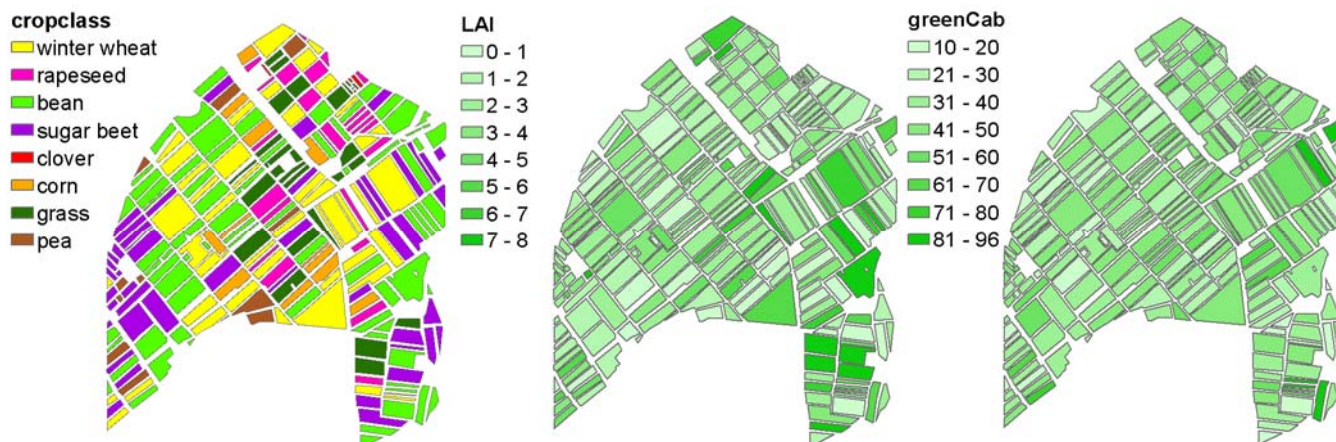 cropclass
winter wheat
rapeseed
bean
sugar beet
clover
corn
grass
pea
LAI
0 - 1
1 - 2
2 - 3
3 - 4
4 - 5
5 - 6
6 - 7
7 - 8
greenCab
10 - 20
21 - 30
31 - 40
41 - 50
51 - 60
61 - 70
71 - 80
81 - 96